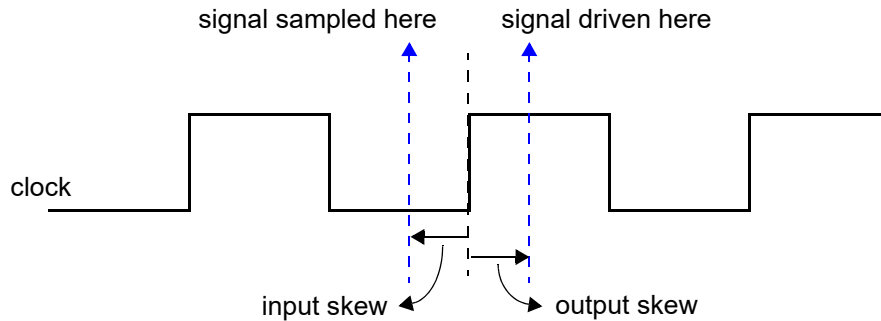 signal sampled here
signal driven here
clock
input skew
output skew